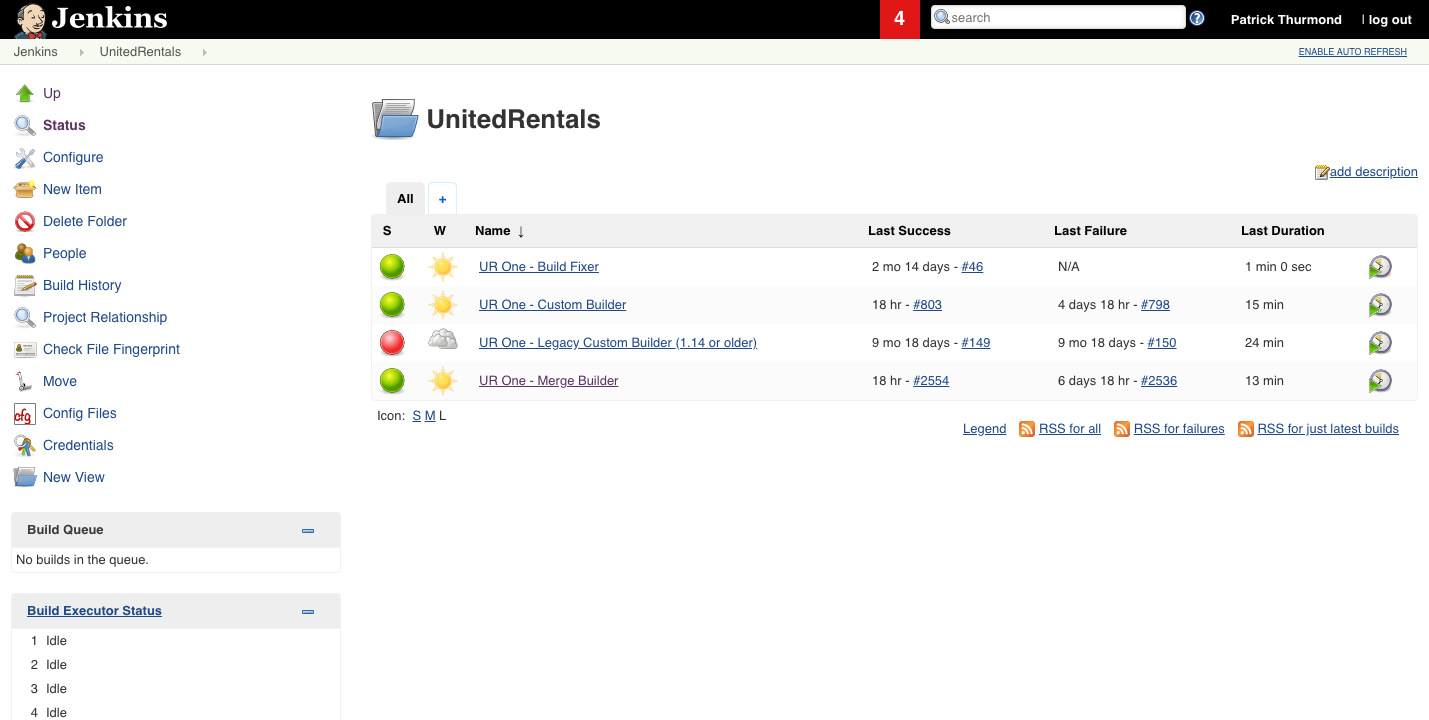 Jenkins 4 search Patrick Thurmond | log out
Jenkins UnitedRentals ENABLE AUTO REFRESH
Up
Status
Configure
New Item
Delete Folder
People
Build History
Project Relationship
Check File Fingerprint
Move
cfg Config Files
Credentials
New View
Build Queue
No builds in the queue.
Build Executor Status
1 Idle
2 Idle
3 Idle
4 Idle
UnitedRentals
add description
All +
S W Name ↓ Last Success Last Failure Last Duration
UR One - Build Fixer 2 mo 14 days - #46 N/A 1 min 0 sec
UR One - Custom Builder 18 hr - #803 4 days 18 hr - #798 15 min
UR One - Legacy Custom Builder (1.14 or older) 9 mo 18 days - #149 9 mo 18 days - #150 24 min
UR One - Merge Builder 18 hr - #2554 6 days 18 hr - #2536 13 min
Icon: S M L
Legend RSS for all RSS for failures RSS for just latest builds